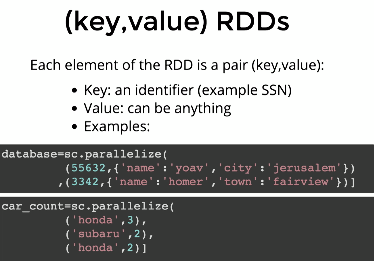 (key,value) RDDs
Each element of the RDD is a pair (key,value):
• Key: an identifier (example SSN)
• Value: can be anything
• Examples:
database=sc.parallelize(
(55632,{'name':'yoav','city':'jerusalem'})
,(3342,{'name':'homer','town':'fairview'})]
car_count=sc.parallelize(
('honda',3),
('subaru',2),
('honda',2)]